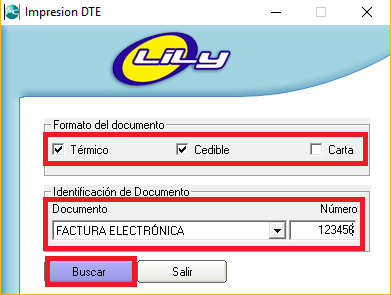 Impresion DTE
LiLy
Formato del documento
Térmico Cedible Carta
Identificación de Documento
Documento Número
FACTURA ELECTRÓNICA 123456
Buscar Salir